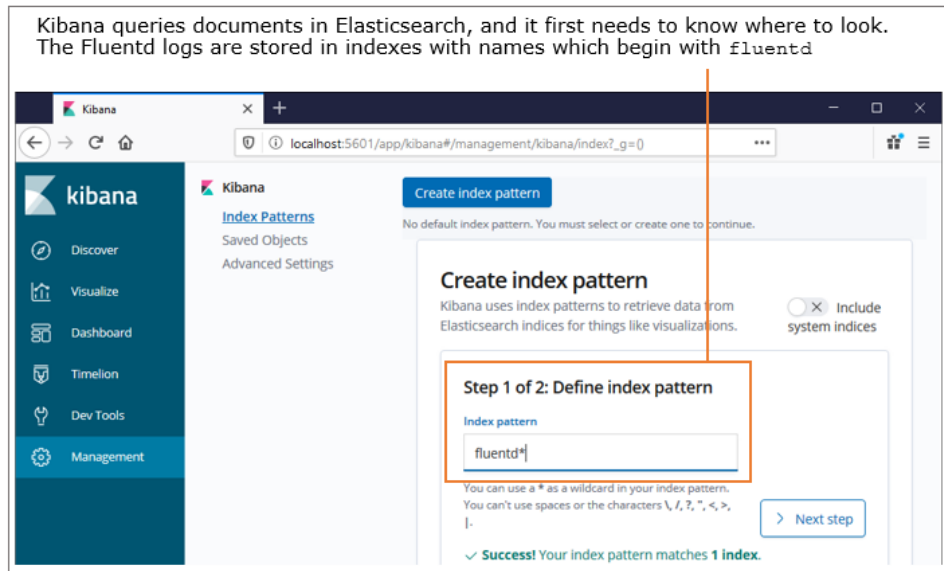 Kibana queries documents in Elasticsearch, and it first needs to know where to look.
The Fluentd logs are stored in indexes with names which begin with fluentd
Kibana
localhost:5601/app/kibana#/management/kibana/index?_g=()
kibana
Discover
Visualize
Dashboard
Timelion
Dev Tools
Management
Kibana
Index Patterns
Saved Objects
Advanced Settings
Create index pattern
No default index pattern. You must select or create one to continue.
Create index pattern
Kibana uses index patterns to retrieve data from
Elasticsearch indices for things like visualizations.
Include
system indices
Step 1 of 2: Define index pattern
Index pattern
fluentd*
You can use a * as a wildcard in your index pattern.
You can't use spaces or the characters \, /, ?, ", <, >,
|.
Next step
Success! Your index pattern matches 1 index.